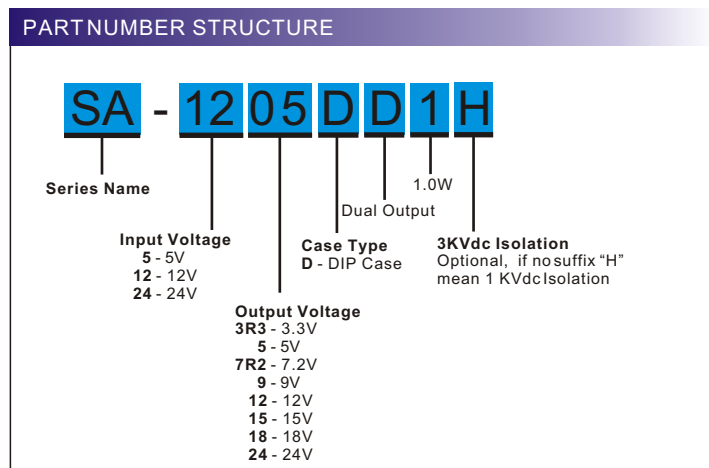 PART NUMBER STRUCTURE
SA - 12 05 D D 1 H
Series Name
1.0W
Dual Output
Input Voltage
5 - 5V
12 - 12V
24 - 24V
Case Type
D - DIP Case
3KVdc Isolation
Optional, if no suffix “H”
mean 1 KVdc Isolation
Output Voltage
3R3 - 3.3V
5 - 5V
7R2 - 7.2V
9 - 9V
12 - 12V
15 - 15V
18 - 18V
24 - 24V